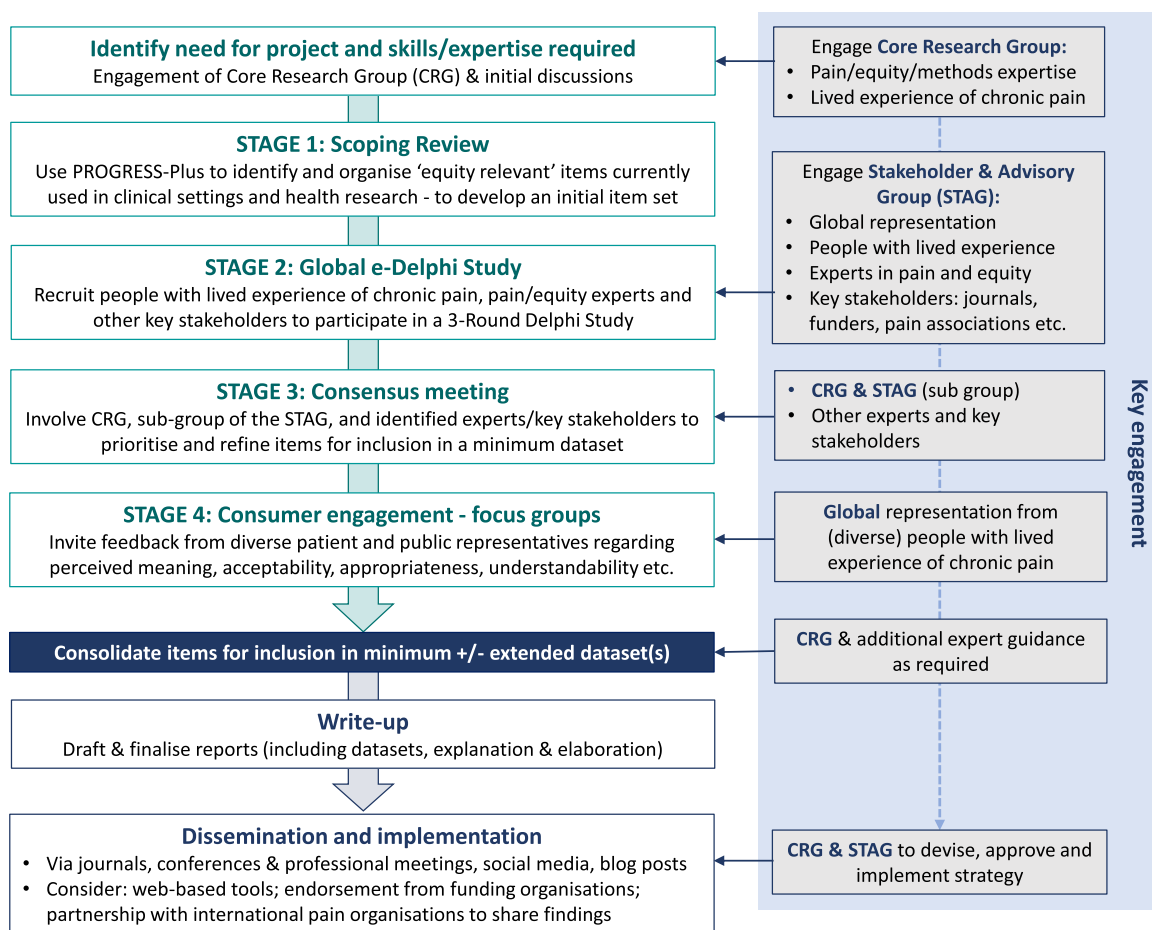 Identify need for project and skills/expertise required
Engagement of Core Research Group (CRG) & initial discussions
STAGE 1: Scoping Review
Use PROGRESS-Plus to identify and organise ‘equity relevant’ items currently
used in clinical settings and health research - to develop an initial item set
STAGE 2: Global e-Delphi Study
Recruit people with lived experience of chronic pain, pain/equity experts and
other key stakeholders to participate in a 3-Round Delphi Study
STAGE 3: Consensus meeting
Involve CRG, sub-group of the STAG, and identified experts/key stakeholders to
prioritise and refine items for inclusion in a minimum dataset
STAGE 4: Consumer engagement - focus groups
Invite feedback from diverse patient and public representatives regarding
perceived meaning, acceptability, appropriateness, understandability etc.
Consolidate items for inclusion in minimum +/- extended dataset(s)
Write-up
Draft & finalise reports (including datasets, explanation & elaboration)
Dissemination and implementation
• Via journals, conferences & professional meetings, social media, blog posts
• Consider: web-based tools; endorsement from funding organisations;
partnership with international pain organisations to share findings
Engage Core Research Group:
• Pain/equity/methods expertise
• Lived experience of chronic pain
Engage Stakeholder & Advisory
Group (STAG):
• Global representation
• People with lived experience
• Experts in pain and equity
• Key stakeholders: journals,
funders, pain associations etc.
• CRG & STAG (sub group)
• Other experts and key
stakeholders
Global representation from
(diverse) people with lived
experience of chronic pain
CRG & additional expert guidance
as required
CRG & STAG to devise, approve and
implement strategy
Key engagement